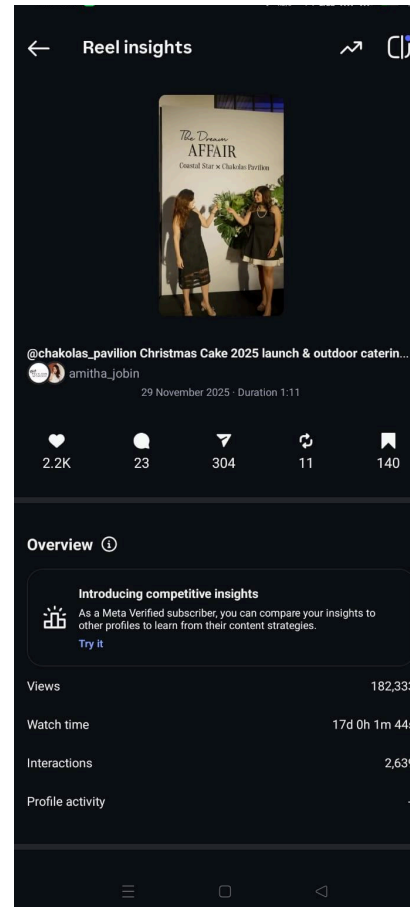 Reel insights
The Dream
AFFAIR
Coastal Star x Chakolas Pavilion
@chakolas_pavilion Christmas Cake 2025 launch & outdoor caterin...
amitha_jobin
29 November 2025 · Duration 1:11
2.2K 23 304 11 140
Overview
Introducing competitive insights
As a Meta Verified subscriber, you can compare your insights to
other profiles to learn from their content strategies.
Try it
Views 182,333
Watch time 17d 0h 1m 44s
Interactions 2,639
Profile activity